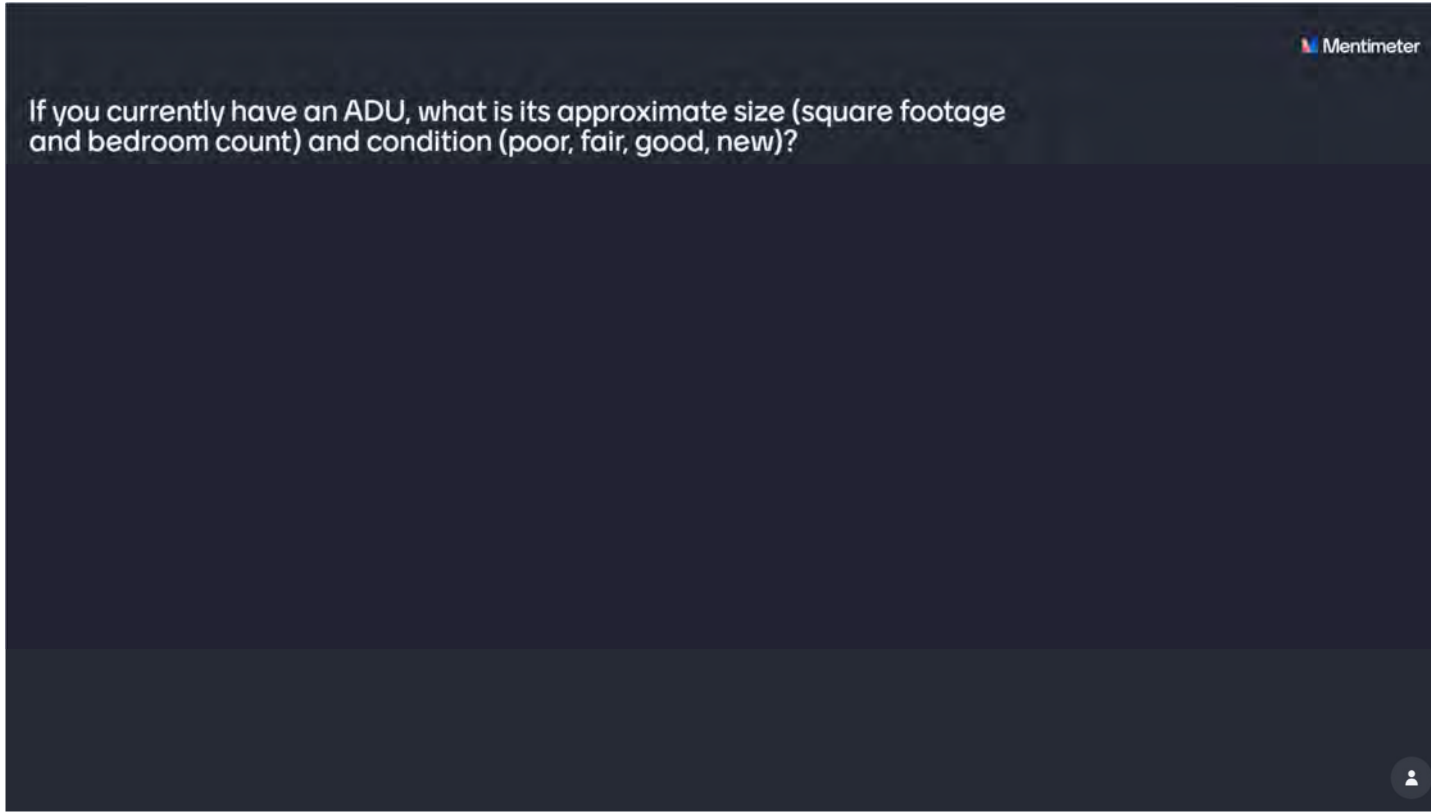 Mentimeter
If you currently have an ADU, what is its approximate size (square footage
and bedroom count) and condition (poor, fair, good, new)?